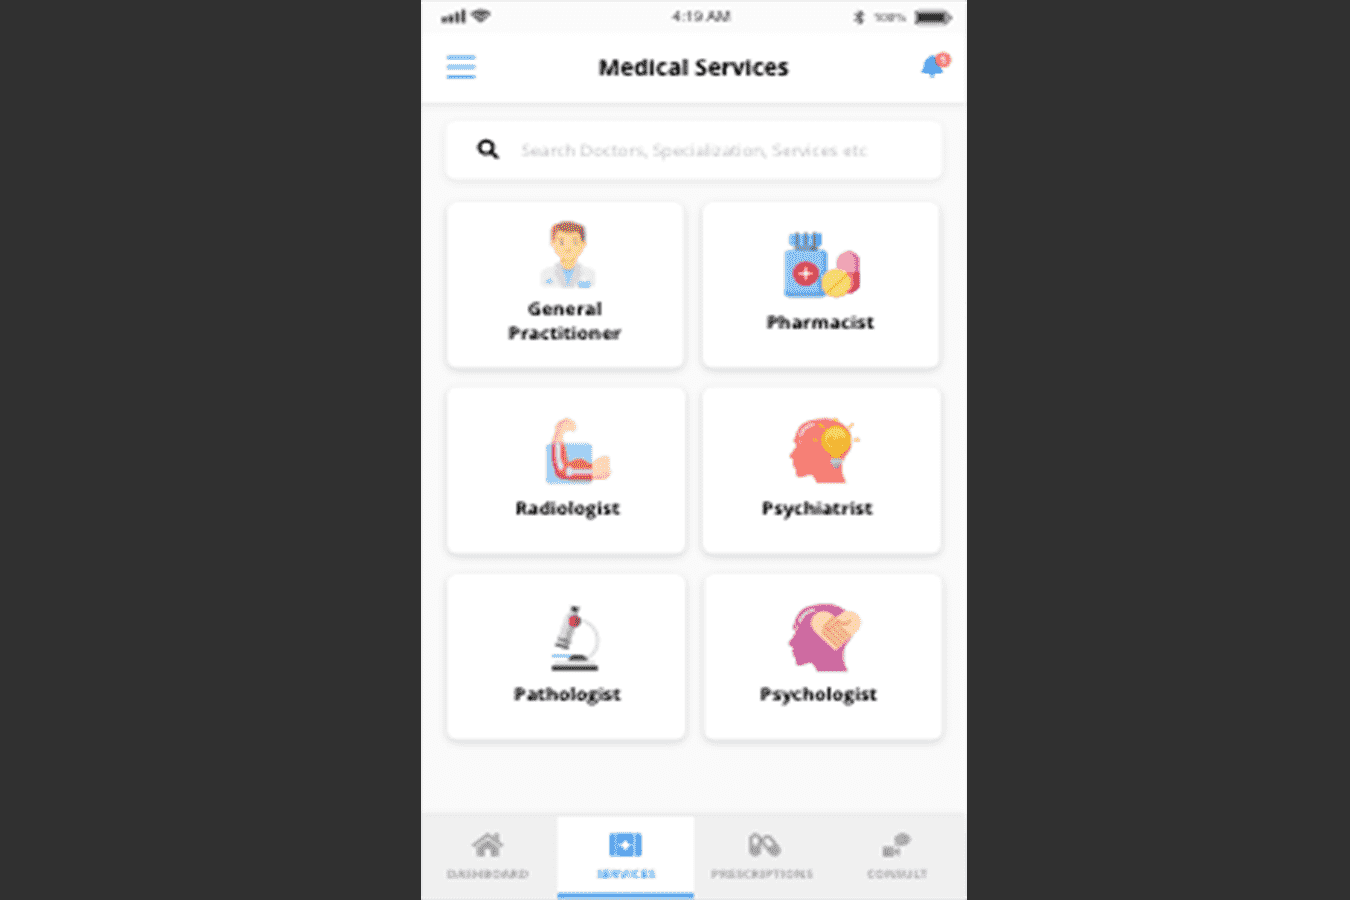 4:19 AM
100%
Medical Services
1
Search Doctors, Specialization, Services etc
General
Practitioner
Pharmacist
Radiologist
Psychiatrist
Pathologist
Psychologist
DASHBOARD
SERVICES
PRESCRIPTIONS
CONSULT